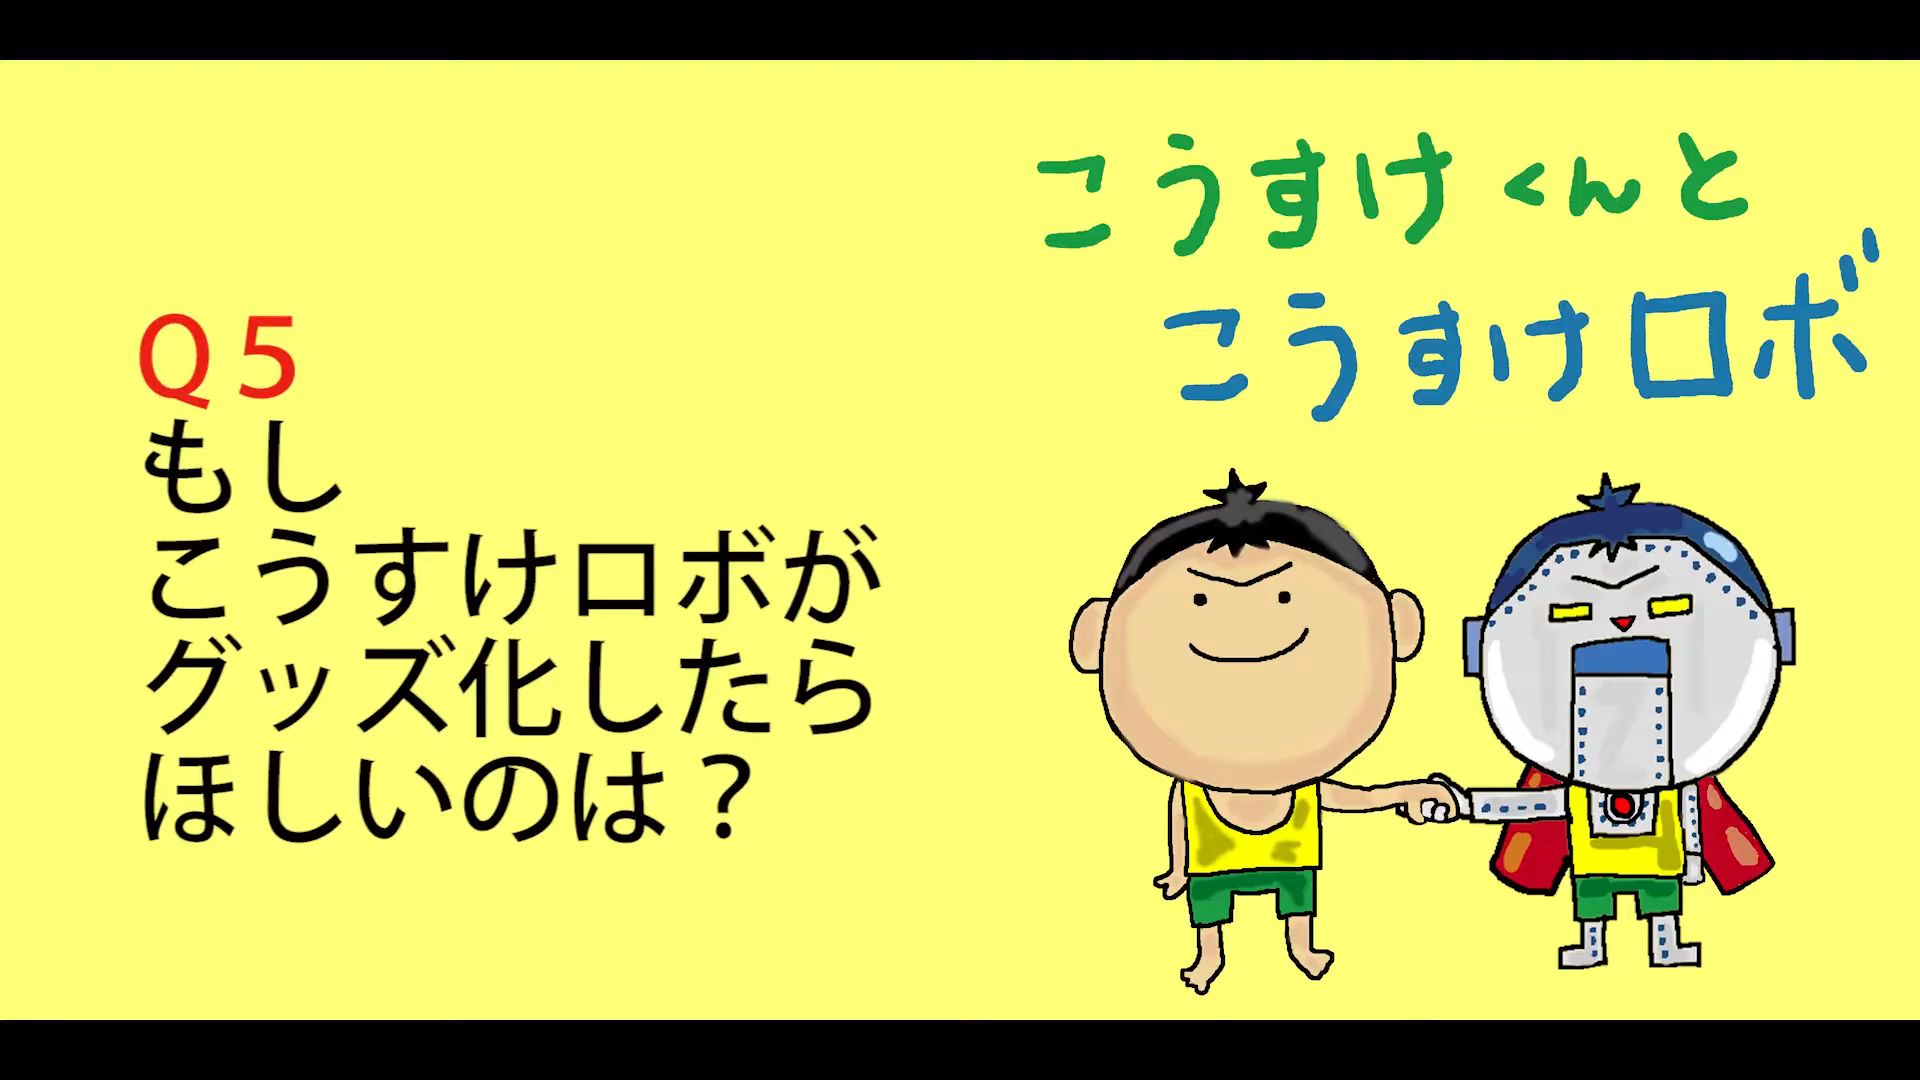 こうすけくんと
こうすけロボ
Q5
もし
こうすけロボが
グッズ化したら
ほしいのは？